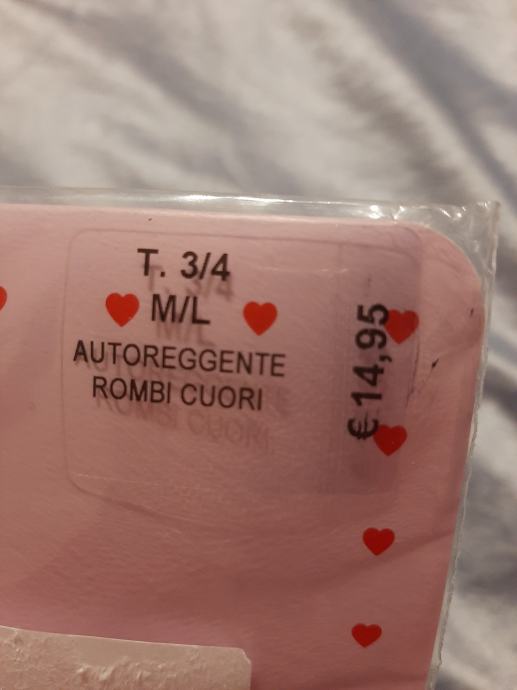 T. 3/4
M/L
AUTOREGGENTE
ROMBI CUORI
€14,95